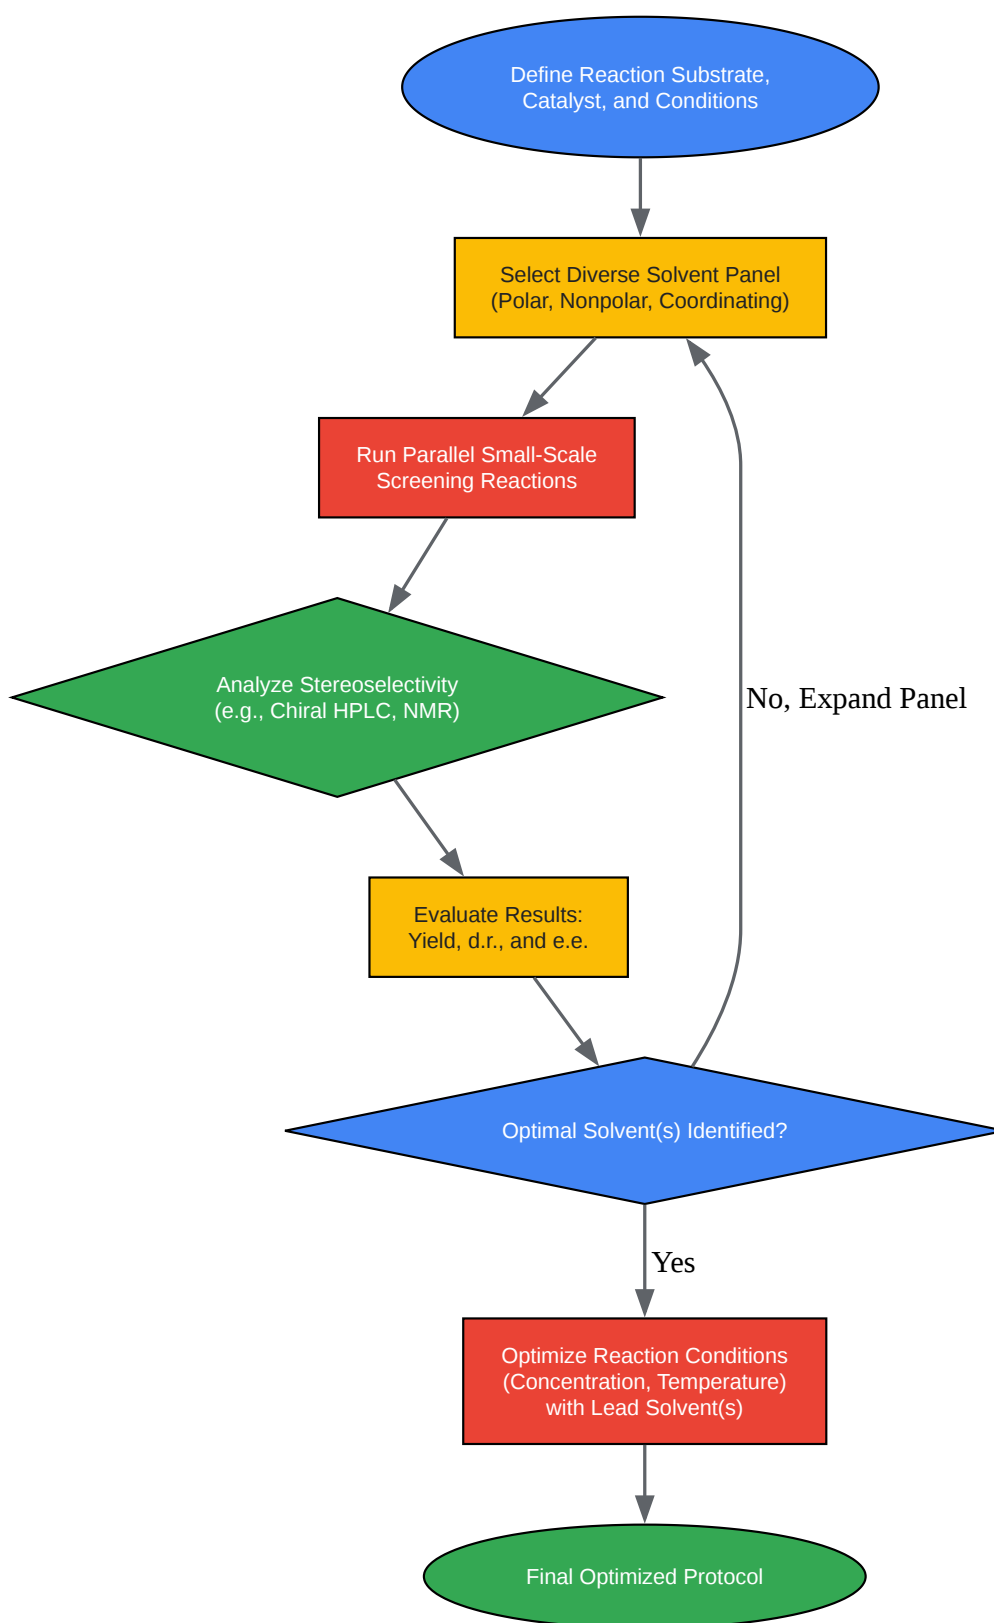 Define Reaction Substrate,
Catalyst, and Conditions
Select Diverse Solvent Panel
(Polar, Nonpolar, Coordinating)
Run Parallel Small-Scale
Screening Reactions
Analyze Stereoselectivity
(e.g., Chiral HPLC, NMR)
No, Expand Panel
Evaluate Results:
Yield, d.r., and e.e.
Optimal Solvent(s) Identified?
Yes
Optimize Reaction Conditions
(Concentration, Temperature)
with Lead Solvent(s)
Final Optimized Protocol